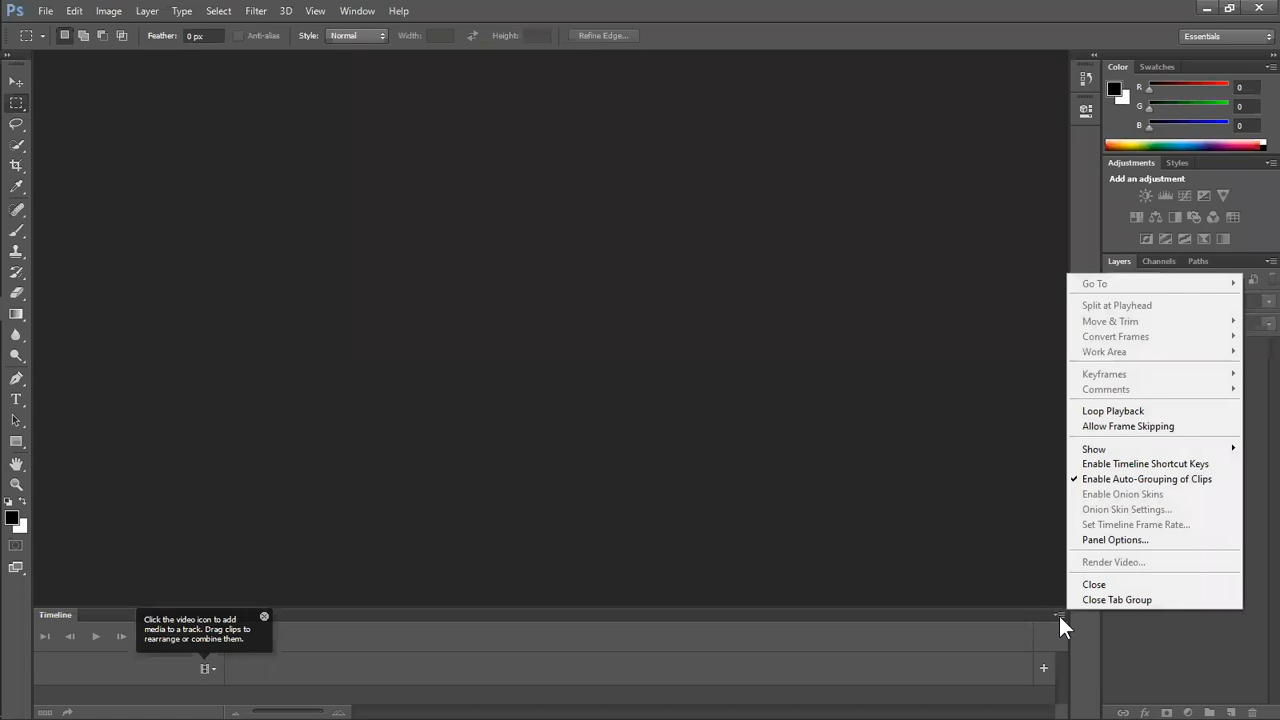 Ps File Edit Image Layer Type Select Filter 3D View Window Help
Feather: 0 px Anti-alias Style: Normal Width: Height: Refine Edge... Essentials
Color Swatches
R 0
G 0
B 0
Adjustments Styles
Add an adjustment
Layers Channels Paths
Go To
Split at Playhead
Move & Trim
Convert Frames
Work Area
Keyframes
Comments
Loop Playback
Allow Frame Skipping
Show
Enable Timeline Shortcut Keys
Enable Auto-Grouping of Clips
Enable Onion Skins
Onion Skin Settings...
Set Timeline Frame Rate...
Panel Options...
Render Video...
Close
Close Tab Group
Timeline
Click the video icon to add
media to a track. Drag clips to
rearrange or combine them.